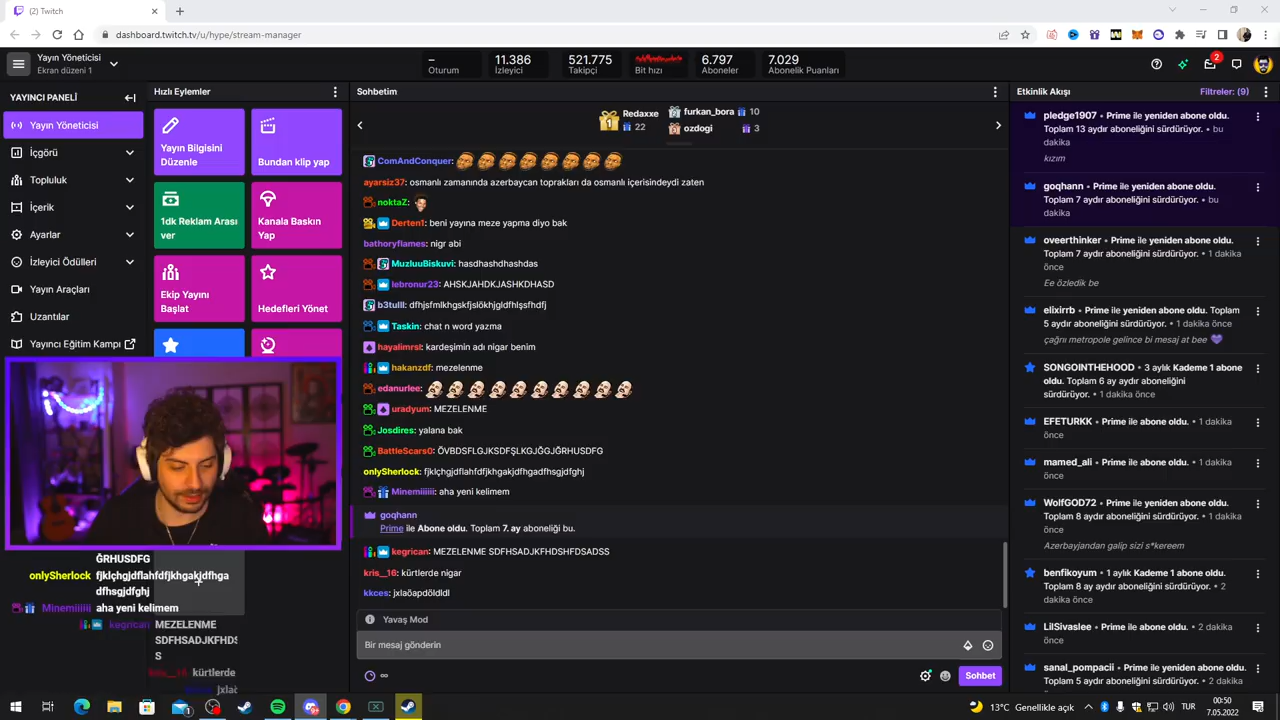 (2) Twitch
dashboard.twitch.tv/u/hype/stream-manager
Yayın Yöneticisi
Ekran düzeni 1
–
Oturum
11.386
İzleyici
521.775
Takipçi
Bit hızı
6.797
Aboneler
7.029
Abonelik Puanları
2
YAYINCI PANELİ
Yayın Yöneticisi
İçgörü
Topluluk
İçerik
Ayarlar
İzleyici Ödülleri
Yayın Araçları
Uzantılar
Yayıncı Eğitim Kampı
Hızlı Eylemler
Yayın Bilgisini
Düzenle
Bundan klip yap
1dk Reklam Arası
ver
Kanala Baskın
Yap
Ekip Yayını
Başlat
Hedefleri Yönet
ĞRHUSDFG
onlySherlock fjklçhgjdflahfdfjkhgakjdfhga
dfhsgjdfghj
Minemiiiiii aha yeni kelimem
kegrican MEZELENME
SDFHSADJKFHDS
S
kris__16 kürtlerde
Sohbetim
1
Redaxxe
22
2 furkan_bora 10
3 ozdogi 3
ComAndConquer:
ayarsiz37: osmanlı zamanında azerbaycan toprakları da osmanlı içerisindeydi zaten
noktaZ:
Derten1: beni yayına meze yapma diyo bak
bathoryflames: nigr abi
MuzluuBiskuvi: hasdhashdhashdas
lebronur23: AHSKJAHDKJASHKDHASD
b3tulll: dfhjsfmlkhgskfjslökhjgldfhlşsfhdfj
Taskin: chat n word yazma
hayalimrst: kardeşimin adı nigar benim
hakanzdf: mezelenme
edanurlee:
uradyum: MEZELENME
Josdires: yalana bak
BattleScars0: ÖVBDSFLGJKSDFŞLKGJĞGJĞRHUSDFG
onlySherlock: fjklçhgjdflahfdfjkhgakjdfhgadfhsgjdfghj
Minemiiiiii: aha yeni kelimem
goqhann
Prime ile Abone oldu. Toplam 7. ay aboneliği bu.
kegrican: MEZELENME SDFHSADJKFHDSHFDSADSS
kris__16: kürtlerde nigar
kkces: jxlaöapdöldldl
Yavaş Mod
Bir mesaj gönderin
∞
Sohbet
Etkinlik Akışı
Filtreler: (9)
pledge1907 • Prime ile yeniden abone oldu.
Toplam 13 aydır aboneliğini sürdürüyor. • bu
dakika
kızım
goqhann • Prime ile yeniden abone oldu.
Toplam 7 aydır aboneliğini sürdürüyor. • bu
dakika
oveerthinker • Prime ile yeniden abone oldu.
Toplam 7 aydır aboneliğini sürdürüyor. • 1 dakika
önce
Ee özledik be
elixirrb • Prime ile yeniden abone oldu. Toplam
5 aydır aboneliğini sürdürüyor. • 1 dakika önce
çağrı metropole gelince bi mesaj at bee
SONGOINTHEHOOD • 3 aylık Kademe 1 abone
oldu. Toplam 6 ay aydır aboneliğini
sürdürüyor. • 1 dakika önce
EFETURKK • Prime ile abone oldu. • 1 dakika
önce
mamed_ali • Prime ile abone oldu. • 1 dakika
önce
WolfGOD72 • Prime ile yeniden abone oldu.
Toplam 8 aydır aboneliğini sürdürüyor. • 1 dakika
önce
Azerbayjandan galip sizi s*kereem
benfikoyum • 1 aylık Kademe 1 abone oldu.
Toplam 8 ay aydır aboneliğini sürdürüyor. • 2
dakika önce
LilSivaslee • Prime ile abone oldu. • 2 dakika
önce
sanal_pompacii • Prime ile yeniden abone oldu.
Toplam 5 aydır aboneliğini sürdürüyor. • 2 dakika
13°C Genellikle açık
TUR
00:50
7.05.2022